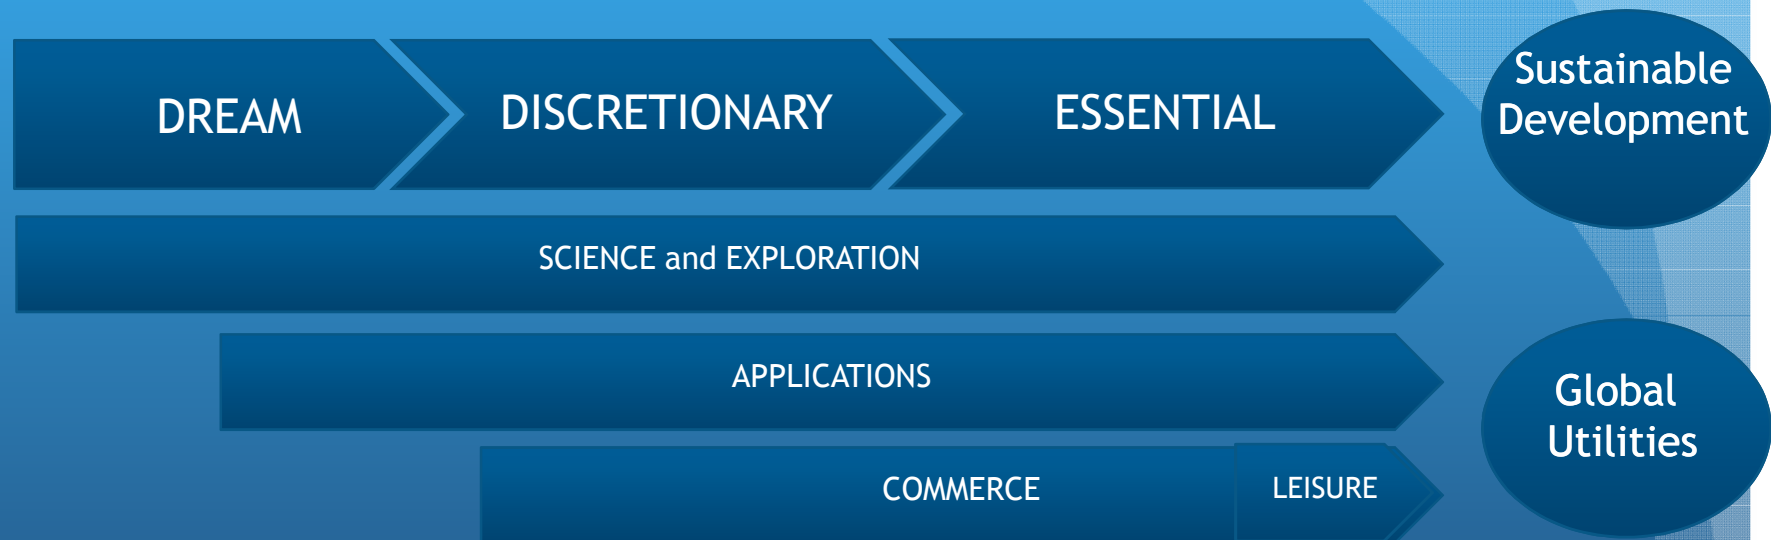 DREAM
DISCRETIONARY
ESSENTIAL
Sustainable
Development
SCIENCE and EXPLORATION
APPLICATIONS
Global
Utilities
COMMERCE
LEISURE